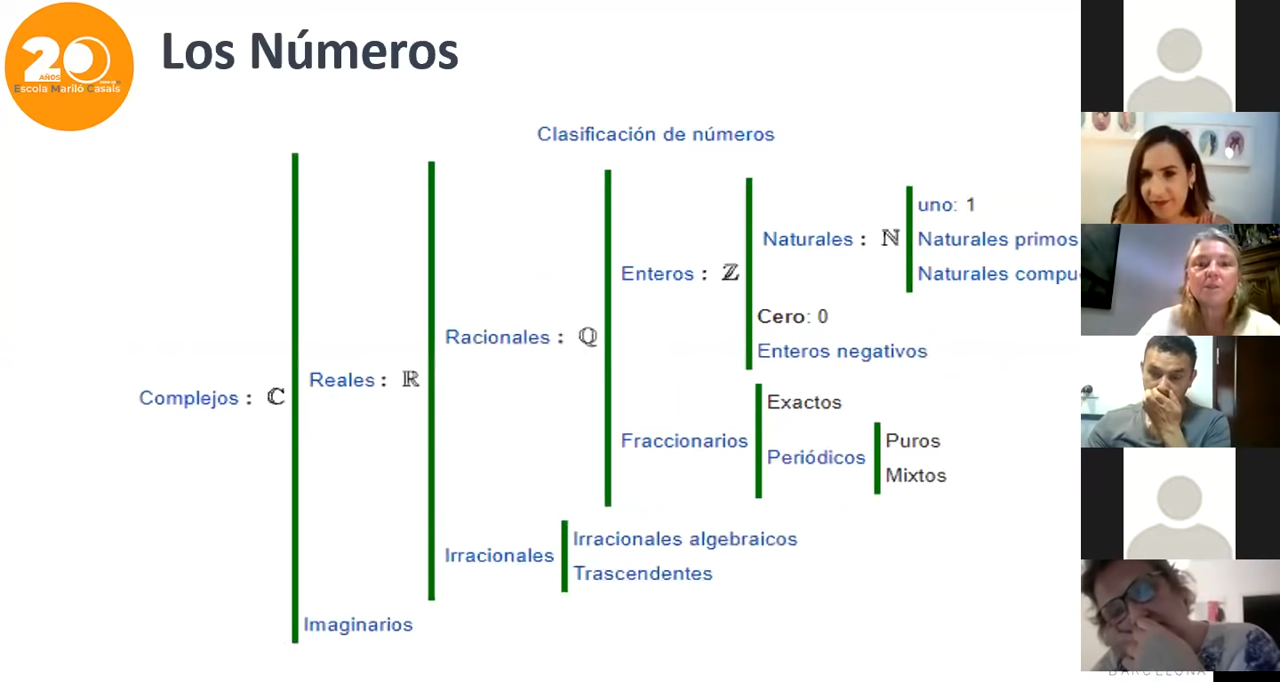 20
AÑOS
Escola Mariló Casals
Los Números
Clasificación de números
uno: 1
Naturales : ℕ
Naturales primos
Enteros : ℤ
Cero: 0
Racionales : ℚ
Enteros negativos
Reales : ℝ
Complejos : ℂ
Exactos
Fraccionarios
Puros
Periódicos
Mixtos
Irracionales algebraicos
Irracionales
Trascendentes
Imaginarios